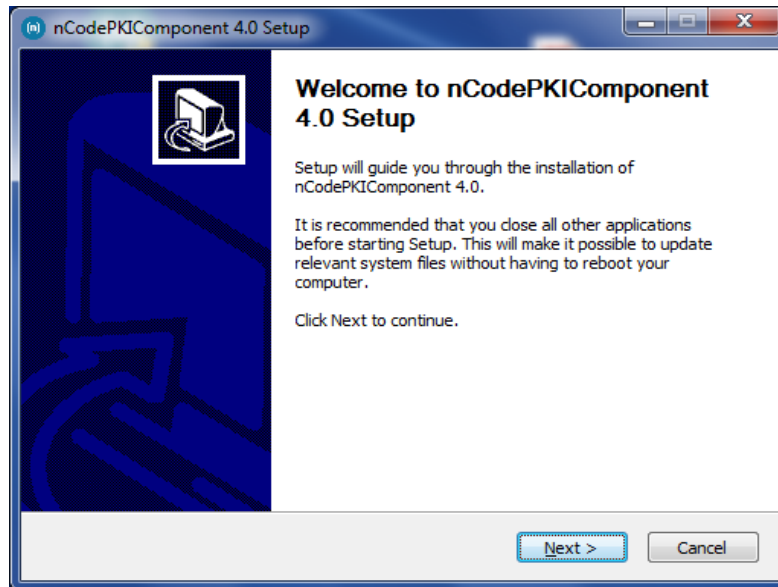 (n) nCodePKIComponent 4.0 Setup
Welcome to nCodePKIComponent
4.0 Setup
Setup will guide you through the installation of
nCodePKIComponent 4.0.
It is recommended that you close all other applications
before starting Setup. This will make it possible to update
relevant system files without having to reboot your
computer.
Click Next to continue.
Next > Cancel